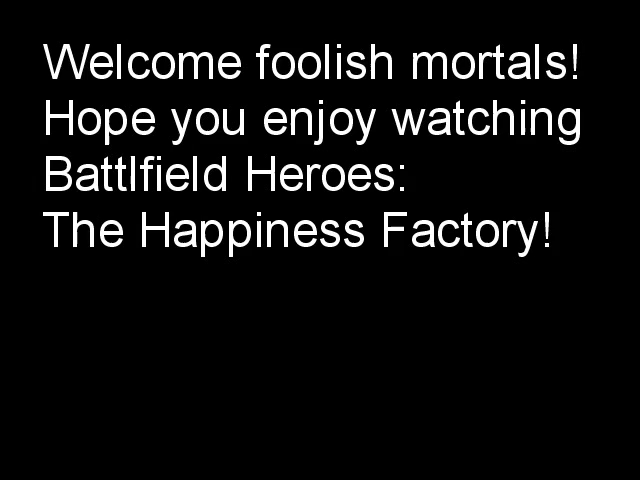 Welcome foolish mortals!
Hope you enjoy watching
Battlfield Heroes:
The Happiness Factory!